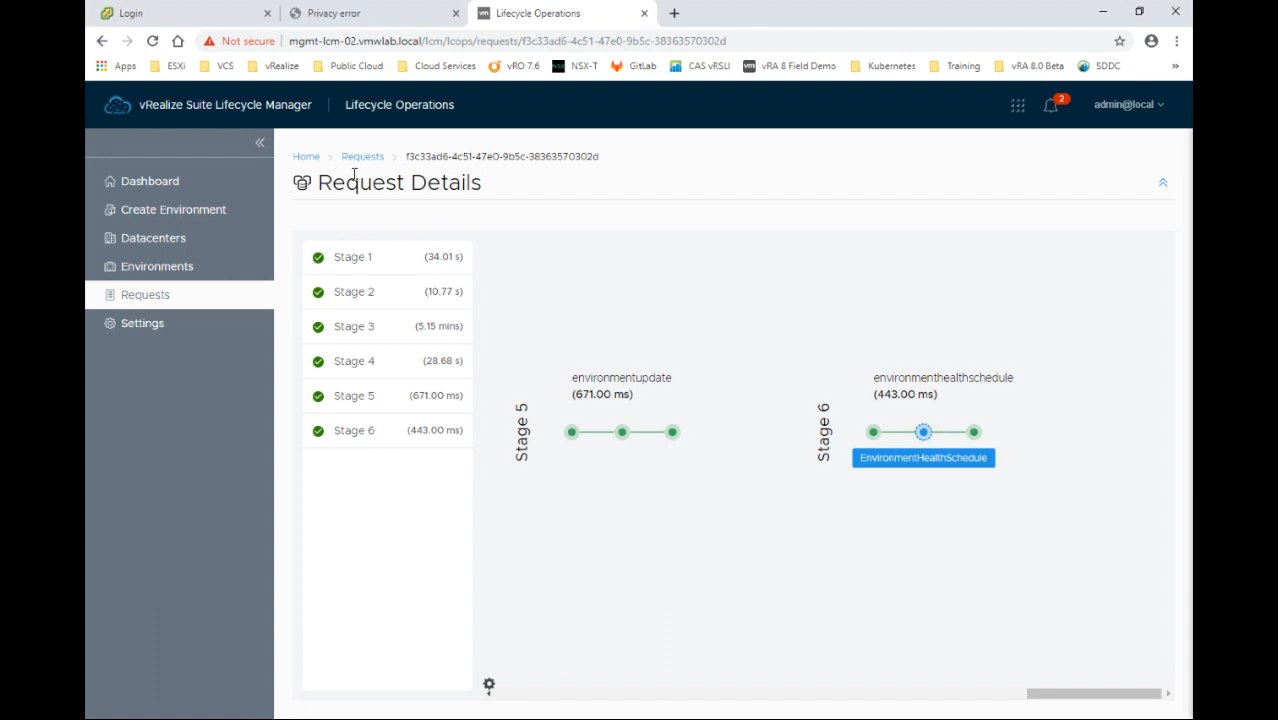 Login
Privacy error
Lifecycle Operations
Not secure | mgmt-lcm-02.vmwlab.local/lcm/lcops/requests/f3c33ad6-4c51-47e0-9b5c-38363570302d
Apps ESXi VCS vRealize Public Cloud Cloud Services vRO 7.6 NSX-T GitLab CAS vRSLI vRA 8 Field Demo Kubernetes Training vRA 8.0 Beta SDDC »
vRealize Suite Lifecycle Manager
Lifecycle Operations
2
admin@local
Dashboard
Create Environment
Datacenters
Environments
Requests
Settings
Home > Requests > f3c33ad6-4c51-47e0-9b5c-38363570302d
Request Details
Stage 1 (34.01 s)
Stage 2 (10.77 s)
Stage 3 (5.15 mins)
Stage 4 (28.68 s)
Stage 5 (671.00 ms)
Stage 6 (443.00 ms)
Stage 5
environmentupdate
(671.00 ms)
Stage 6
environmenthealthschedule
(443.00 ms)
EnvironmentHealthSchedule